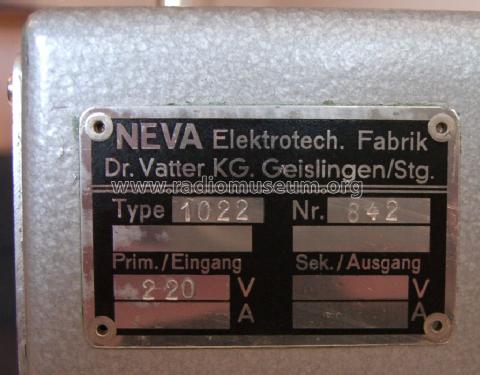 NEVA Elektrotech. Fabrik
Dr. Vatter KG. Geislingen/Stg.
www.radiomuseum.org
Type 1022 Nr. 642
Prim./Eingang Sek./Ausgang
220 V V
A A